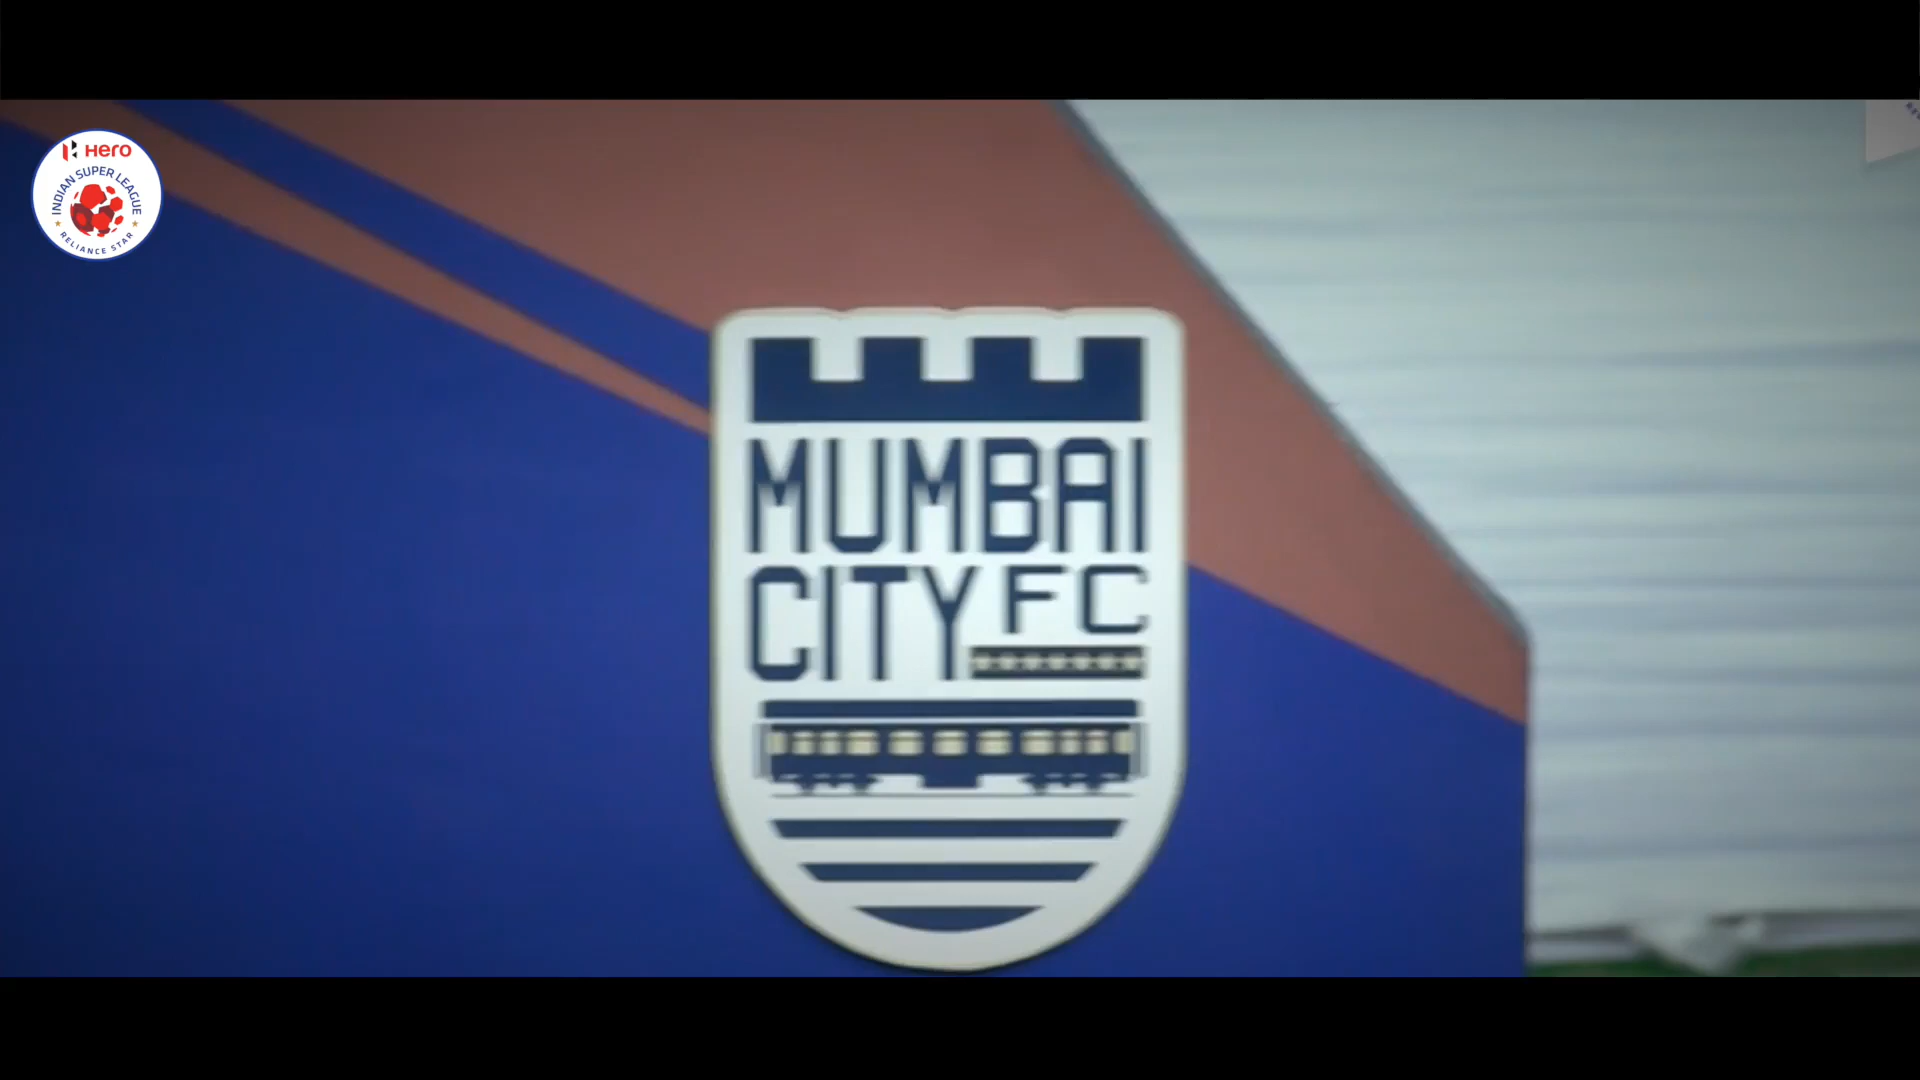 Hero
INDIAN SUPER LEAGUE
RELIANCE STAR
MUMBAI
CITY FC